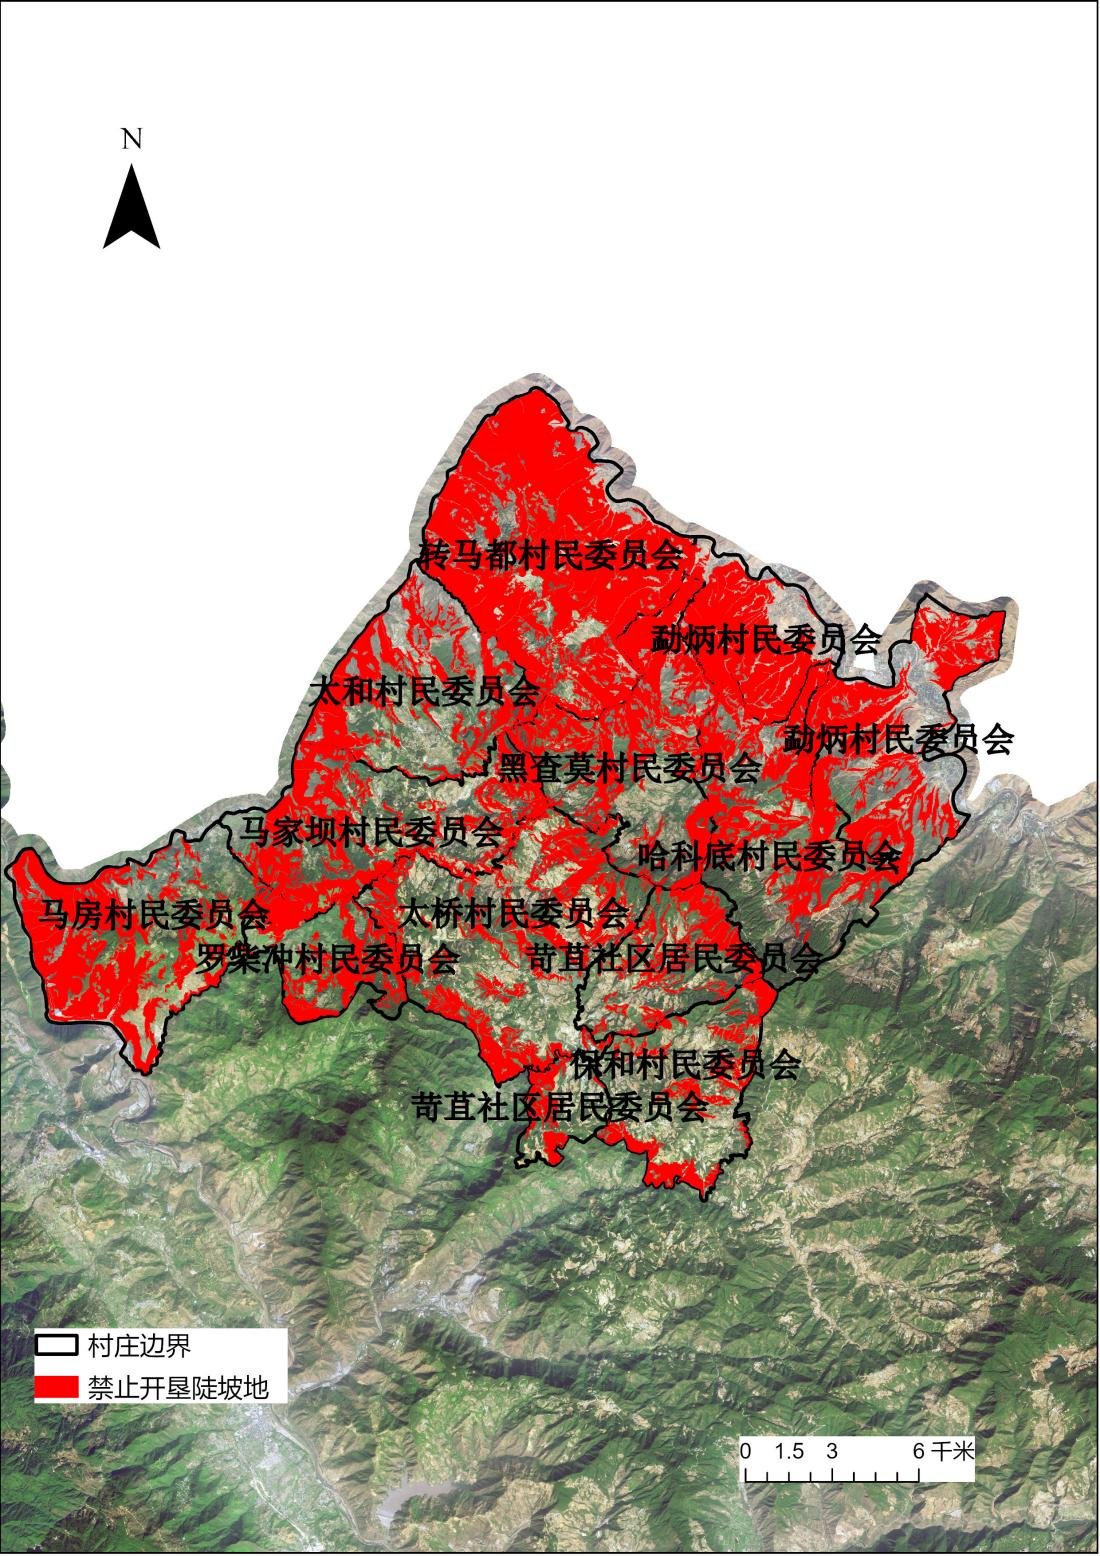 N
转马都村民委员会
勐炳村民委员会
太和村民委员会
勐炳村民委员会
黑查莫村民委员会
马家坝村民委员会
哈科底村民委员会
马房村民委员会
太桥村民委员会
罗柴冲村民委员会
苛苴社区居民委员会
保和村民委员会
苛苴社区居民委员会
村庄边界
禁止开垦陡坡地
0 1.5 3 6 千米